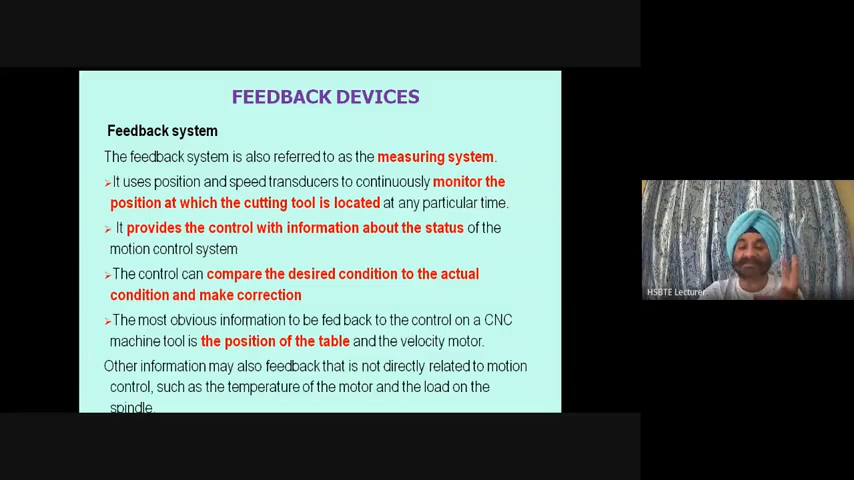 FEEDBACK DEVICES
Feedback system
The feedback system is also referred to as the measuring system.
It uses position and speed transducers to continuously monitor the
position at which the cutting tool is located at any particular time.
It provides the control with information about the status of the
motion control system
The control can compare the desired condition to the actual
condition and make correction
The most obvious information to be fed back to the control on a CNC
machine tool is the position of the table and the velocity motor.
Other information may also feedback that is not directly related to motion
control, such as the temperature of the motor and the load on the
spindle.
HSBTE Lecturer